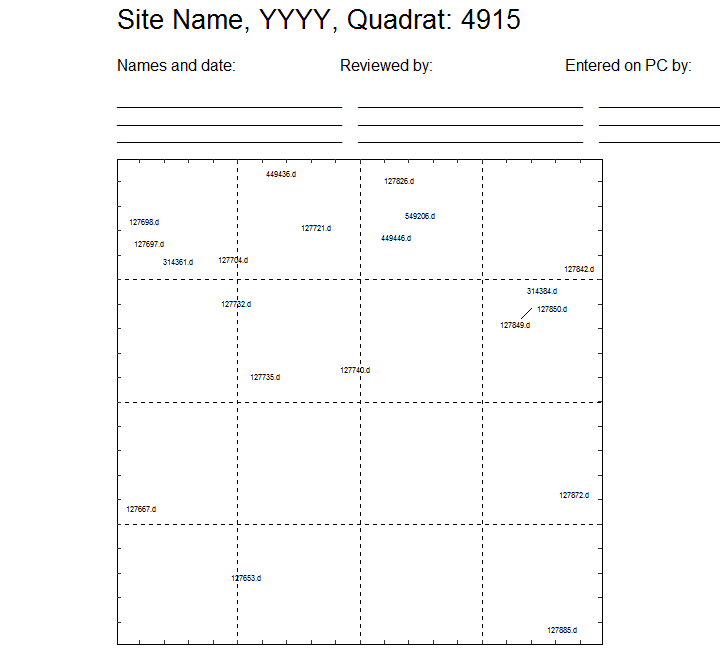 Site Name, YYYY, Quadrat: 4915
Names and date:
Reviewed by:
Entered on PC by:
449436.d
127826.d
549206.d
127698.d
127721.d
449446.d
127697.d
127704.d
314361.d
127842.d
314384.d
127732.d
127850.d
127849.d
127740.d
127735.d
127872.d
127667.d
127653.d
127885.d